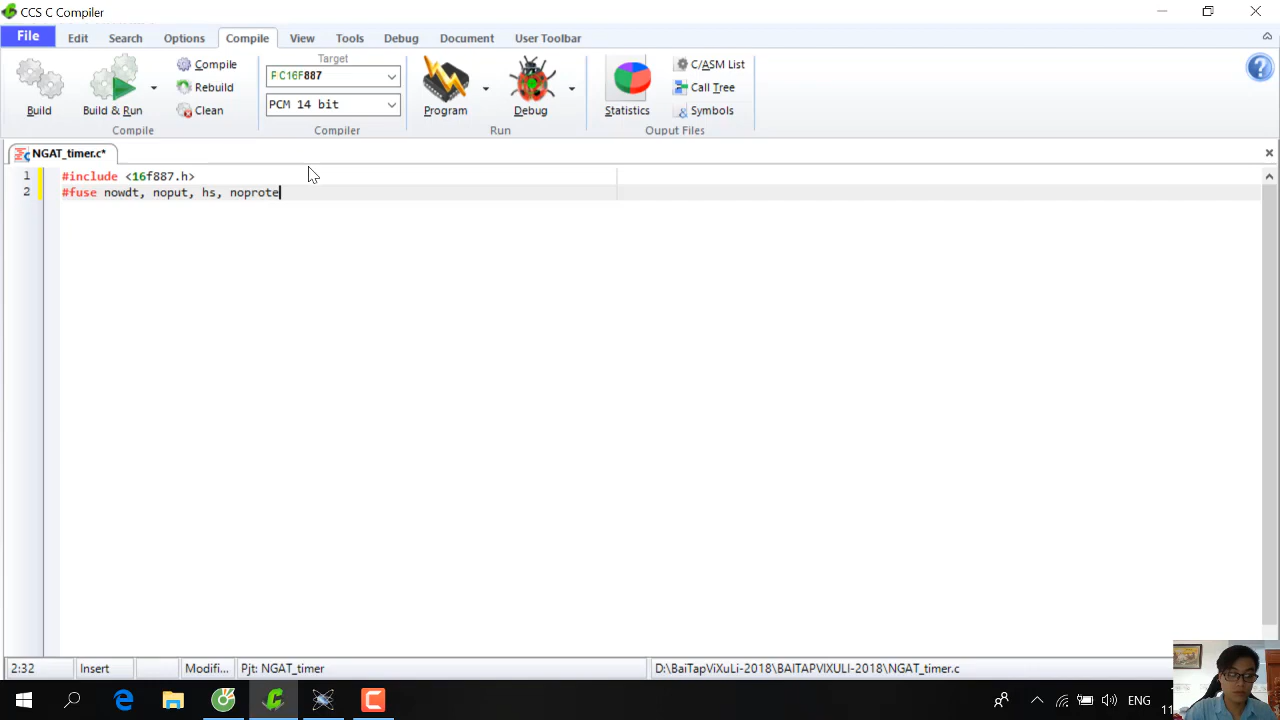 CCS C Compiler
File Edit Search Options Compile View Tools Debug Document User Toolbar
Build
Build & Run
Compile
Rebuild
Clean
Compile
Target
PIC16F887
PCM 14 bit
Compiler
Program
Debug
Run
Statistics
C/ASM List
Call Tree
Symbols
Ouput Files
NGAT_timer.c*
1 #include <16f887.h>
2 #fuse nowdt, noput, hs, noprote
2:32 Insert Modifi... Pjt: NGAT_timer D:\BaiTapViXuLi-2018\BAITAPVIXULI-2018\NGAT_timer.c
ENG